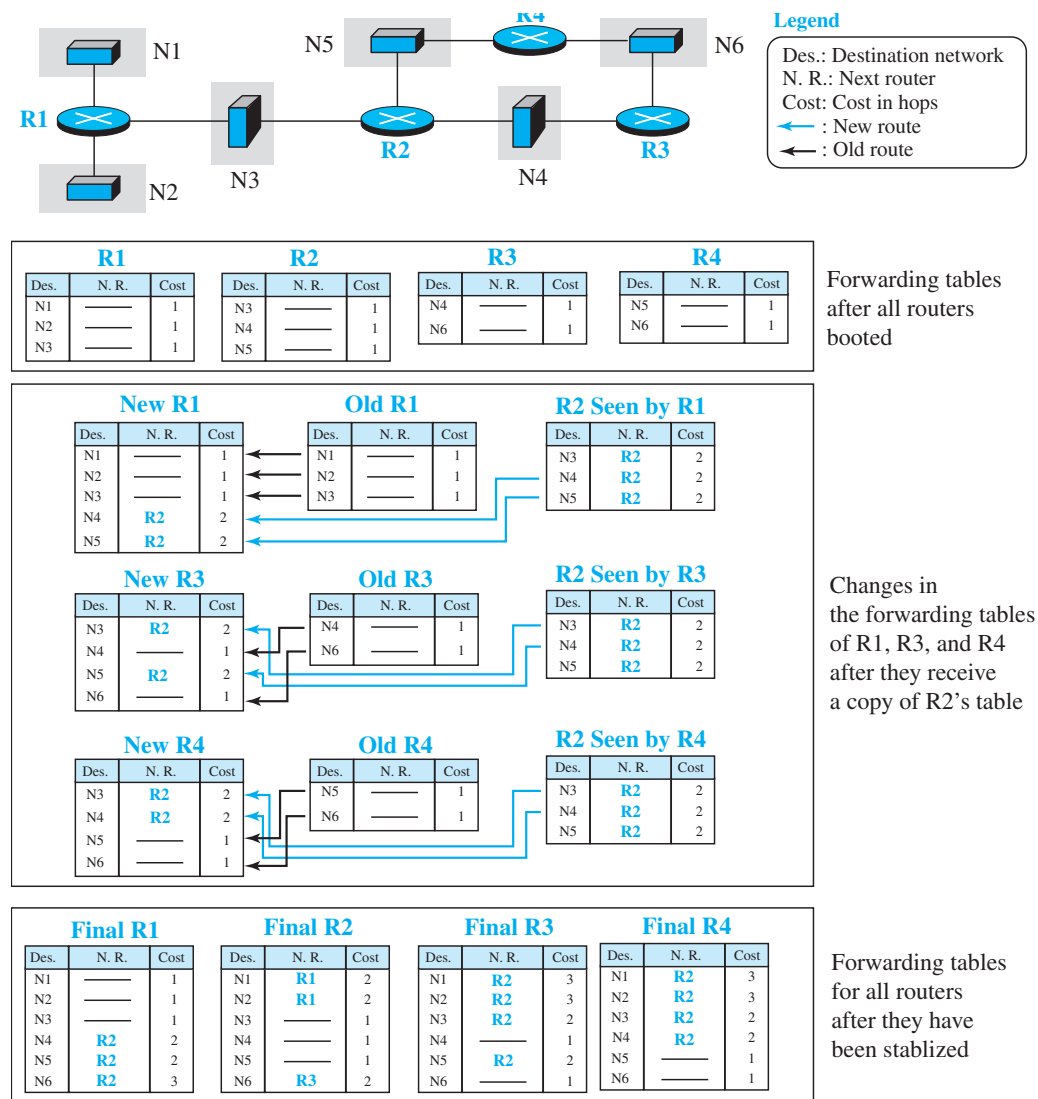 R4
Legend
N1
N5
N6
Des.: Destination network
N. R.: Next router
Cost: Cost in hops
: New route
: Old route
R1
R2
R3
N2
N3
N4
R1
R2
R3
R4
Des. N. R. Cost
Des. N. R. Cost
Des. N. R. Cost
Des. N. R. Cost
N1 1
N2 1
N3 1
N3 1
N4 1
N5 1
N4 1
N6 1
N5 1
N6 1
Forwarding tables
after all routers
booted
New R1
Old R1
R2 Seen by R1
Des. N. R. Cost
N1 1
N2 1
N3 1
N4 R2 2
N5 R2 2
Des. N. R. Cost
N1 1
N2 1
N3 1
Des. N. R. Cost
N3 R2 2
N4 R2 2
N5 R2 2
New R3
Old R3
R2 Seen by R3
Des. N. R. Cost
N3 R2 2
N4 1
N5 R2 2
N6 1
Des. N. R. Cost
N4 1
N6 1
Des. N. R. Cost
N3 R2 2
N4 R2 2
N5 R2 2
New R4
Old R4
R2 Seen by R4
Des. N. R. Cost
N3 R2 2
N4 R2 2
N5 1
N6 1
Des. N. R. Cost
N5 1
N6 1
Des. N. R. Cost
N3 R2 2
N4 R2 2
N5 R2 2
Changes in
the forwarding tables
of R1, R3, and R4
after they receive
a copy of R2’s table
Final R1
Final R2
Final R3
Final R4
Des. N. R. Cost
N1 1
N2 1
N3 1
N4 R2 2
N5 R2 2
N6 R2 3
Des. N. R. Cost
N1 R1 2
N2 R1 2
N3 1
N4 1
N5 1
N6 R3 2
Des. N. R. Cost
N1 R2 3
N2 R2 3
N3 R2 2
N4 1
N5 R2 2
N6 1
Des. N. R. Cost
N1 R2 3
N2 R2 3
N3 R2 2
N4 R2 2
N5 1
N6 1
Forwarding tables
for all routers
after they have
been stablized